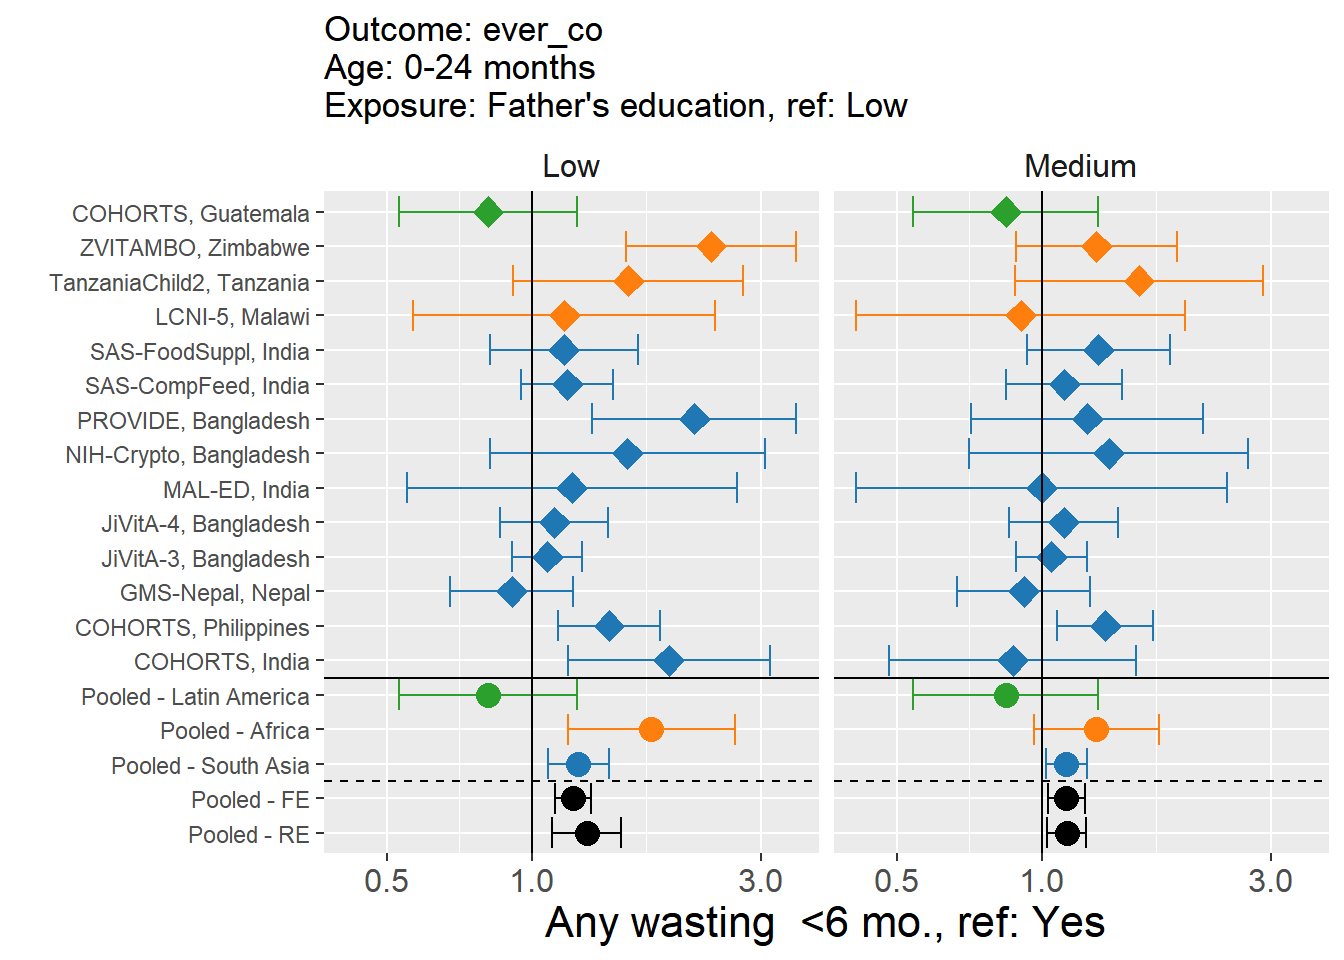 Outcome: ever_co
Age: 0-24 months
Exposure: Father's education, ref: Low
Low
Medium
COHORTS, Guatemala
ZVITAMBO, Zimbabwe
TanzaniaChild2, Tanzania
LCNI-5, Malawi
SAS-FoodSuppl, India
SAS-CompFeed, India
PROVIDE, Bangladesh
NIH-Crypto, Bangladesh
MAL-ED, India
JiVitA-4, Bangladesh
JiVitA-3, Bangladesh
GMS-Nepal, Nepal
COHORTS, Philippines
COHORTS, India
Pooled - Latin America
Pooled - Africa
Pooled - South Asia
Pooled - FE
Pooled - RE
0.5 1.0 3.0
0.5 1.0 3.0
Any wasting  <6 mo., ref: Yes